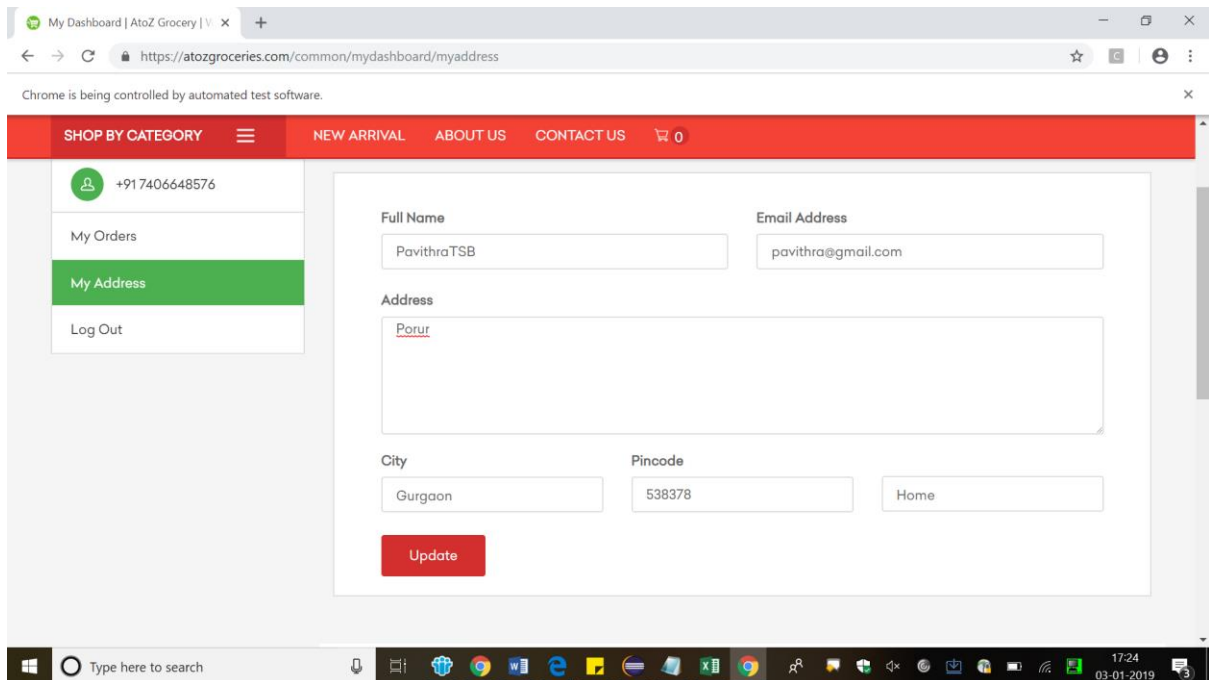 My Dashboard | AtoZ Grocery | V
https://atozgroceries.com/common/mydashboard/myaddress
Chrome is being controlled by automated test software.
SHOP BY CATEGORY NEW ARRIVAL ABOUT US CONTACT US 0
+917406648576
My Orders
My Address
Log Out
Full Name Email Address
PavithraTSB pavithra@gmail.com
Address
Porur
City Pincode
Gurgaon 538378 Home
Update
Type here to search
17:24
03-01-2019
3